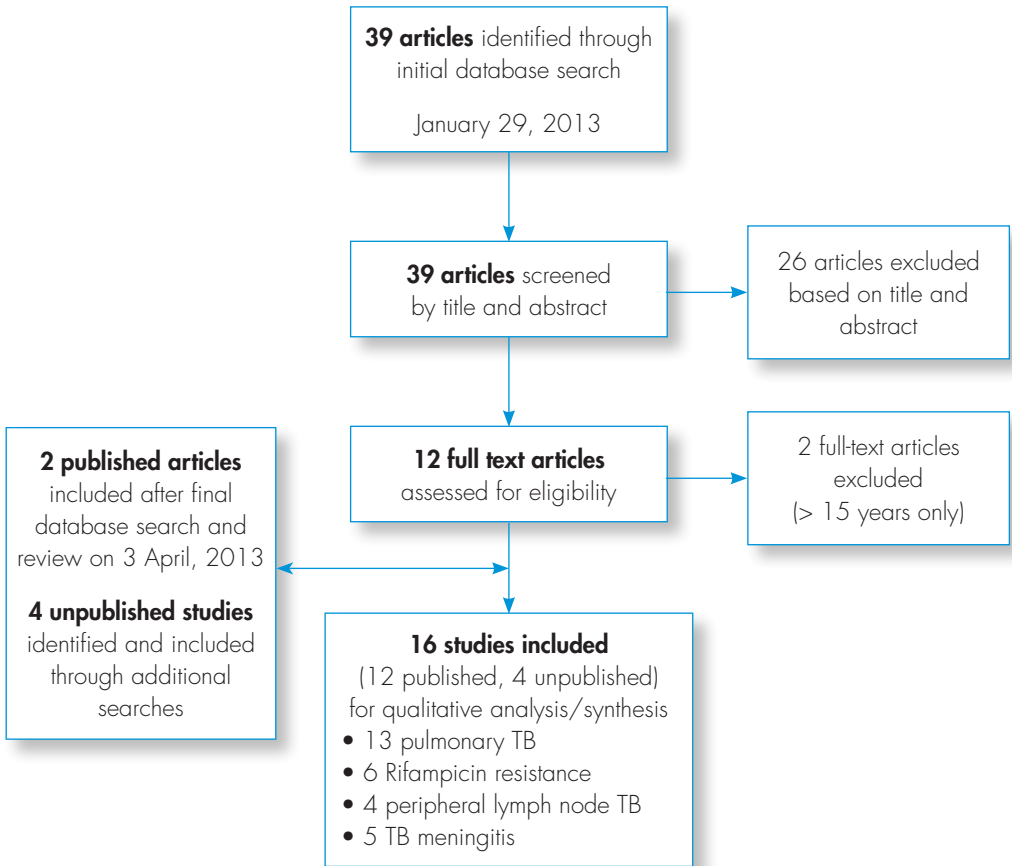 39 articles identified through
initial database search
January 29, 2013
39 articles screened
by title and abstract
26 articles excluded
based on title and
abstract
12 full text articles
assessed for eligibility
2 full-text articles
excluded
(> 15 years only)
2 published articles
included after final
database search and
review on 3 April, 2013
4 unpublished studies
identified and included
through additional
searches
16 studies included
(12 published, 4 unpublished)
for qualitative analysis/synthesis
• 13 pulmonary TB
• 6 Rifampicin resistance
• 4 peripheral lymph node TB
• 5 TB meningitis